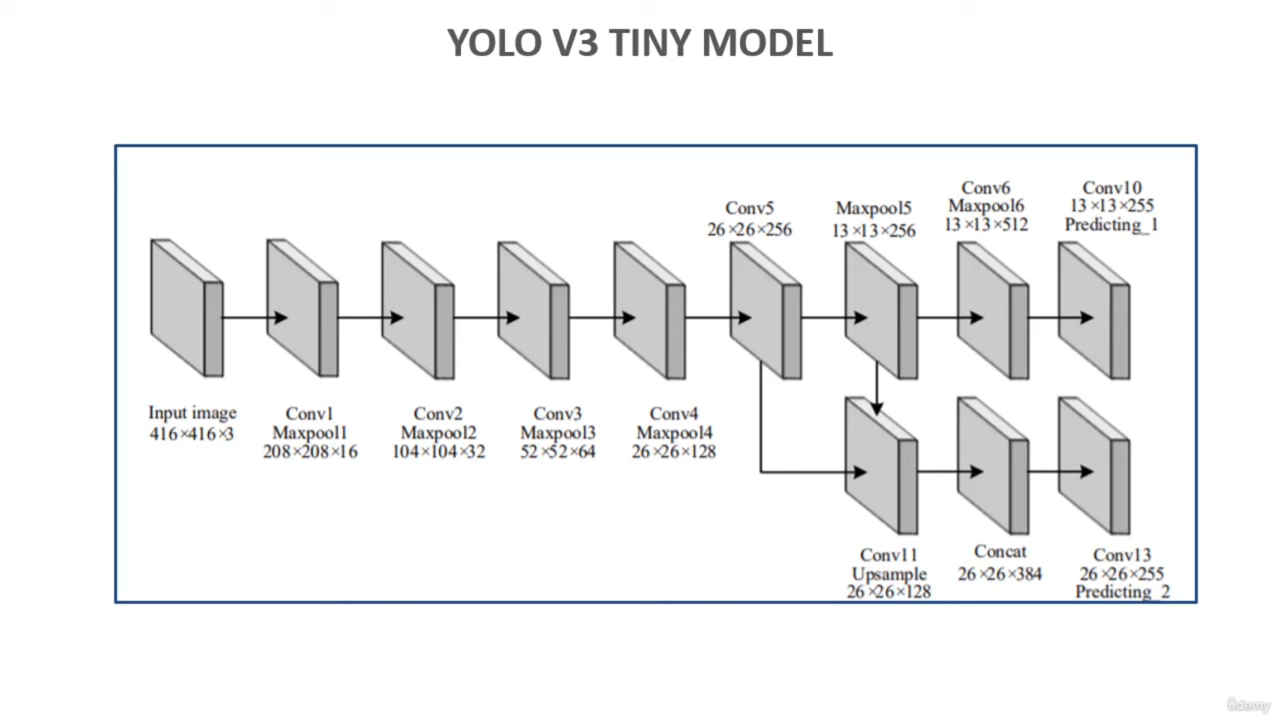 YOLO V3 TINY MODEL
Input image
416×416×3
Conv1
Maxpool1
208×208×16
Conv2
Maxpool2
104×104×32
Conv3
Maxpool3
52×52×64
Conv4
Maxpool4
26×26×128
Conv5
26×26×256
Maxpool5
13×13×256
Conv6
Maxpool6
13×13×512
Conv10
13×13×255
Predicting_1
Conv11
Upsample
26×26×128
Concat
26×26×384
Conv13
26×26×255
Predicting_2
ûdemy